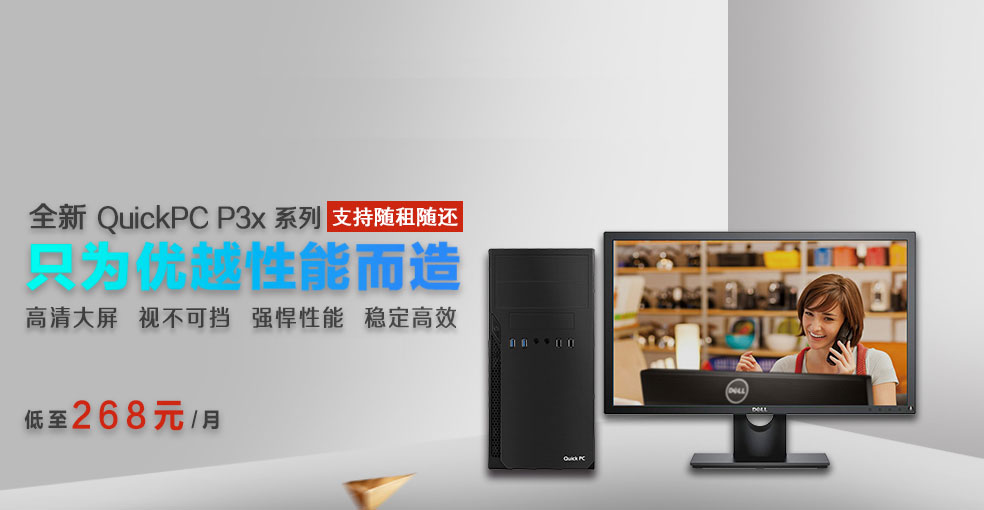 全新 QuickPC P3x 系列 支持随租随还
只为优越性能而造
高清大屏 视不可挡 强悍性能 稳定高效
低至268元/月
Quick PC
DELL
DELL